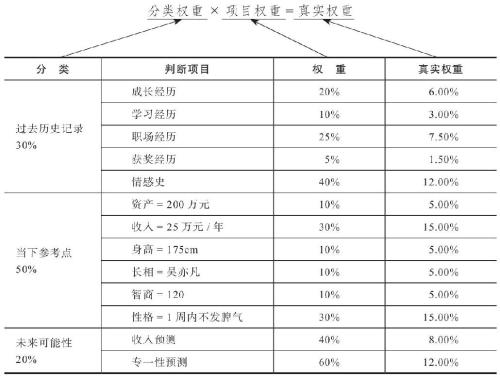 分类权重 × 项目权重 = 真实权重
分 类 判断项目 权 重 真实权重
过去历史记录
30%
成长经历 20% 6.00%
学习经历 10% 3.00%
职场经历 25% 7.50%
获奖经历 5% 1.50%
情感史 40% 12.00%
当下参考点
50%
资产 = 200 万元 10% 5.00%
收入 = 25 万元 / 年 30% 15.00%
身高 = 175cm 10% 5.00%
长相 = 吴亦凡 10% 5.00%
智商 = 120 10% 5.00%
性格 = 1 周内不发脾气 30% 15.00%
未来可能性
20%
收入预测 40% 8.00%
专一性预测 60% 12.00%